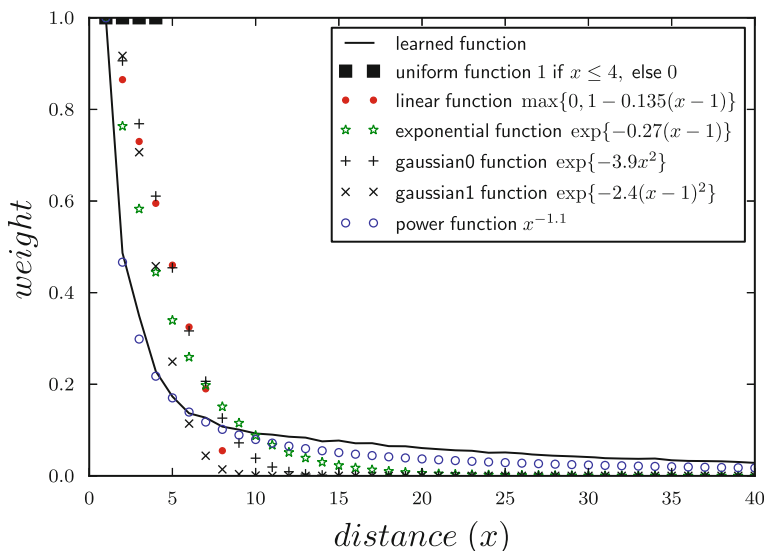 1.0
0.8
0.6
0.4
0.2
0.0
weight
learned function
uniform function 1 if x ≤ 4, else 0
linear function max{0, 1 − 0.135(x − 1)}
exponential function exp{−0.27(x − 1)}
gaussian0 function exp{−3.9x²}
gaussian1 function exp{−2.4(x − 1)²}
power function x⁻¹·¹
0 5 10 15 20 25 30 35 40
distance (x)